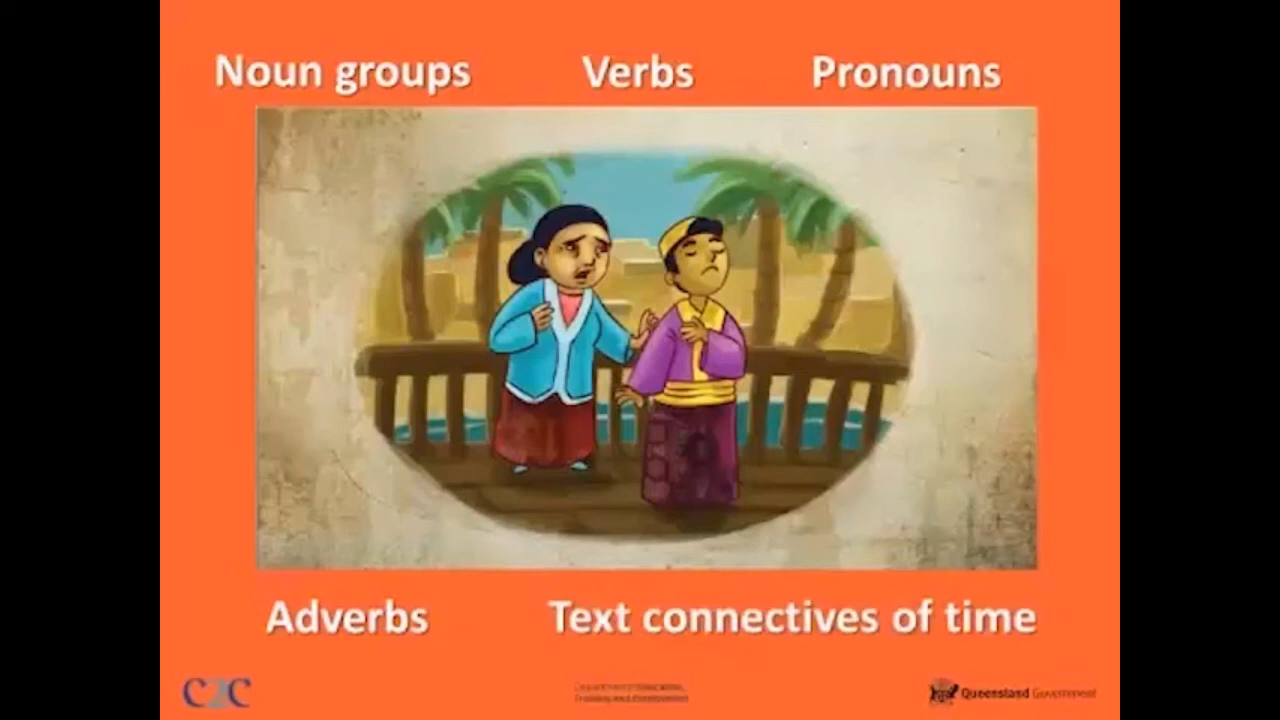 Noun groups Verbs Pronouns
Adverbs Text connectives of time
C2C
Queensland Government